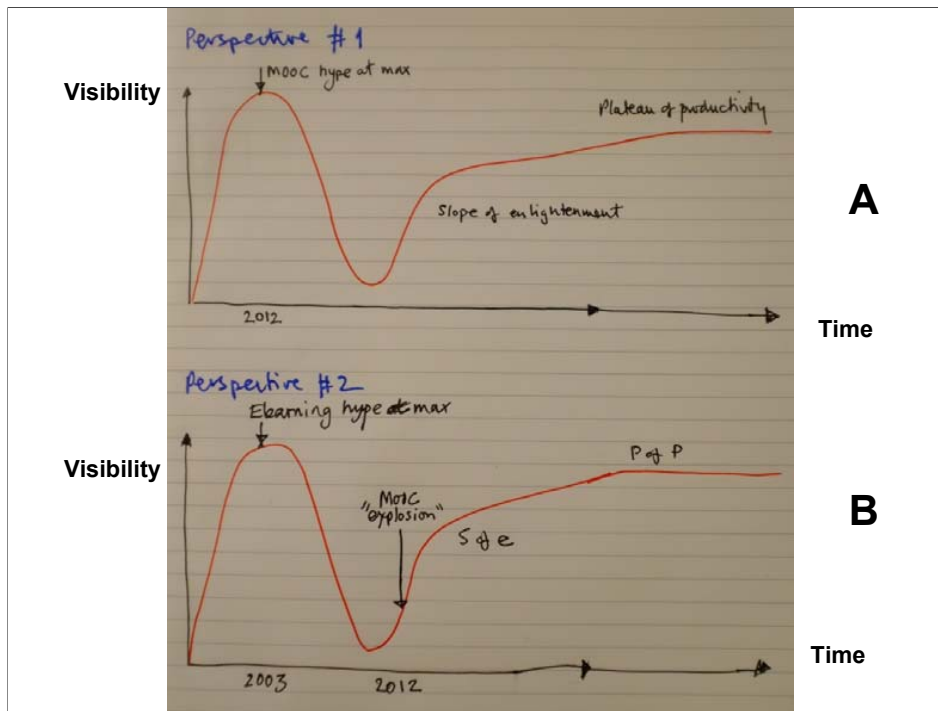 Perspective #1
MOOC hype at max
Visibility
Plateau of productivity
A
Slope of enlightenment
2012
Time
Perspective #2
Elearning hype at max
Visibility
P of P
"MOOC
explosion"
B
S of e
Time
2003 2012